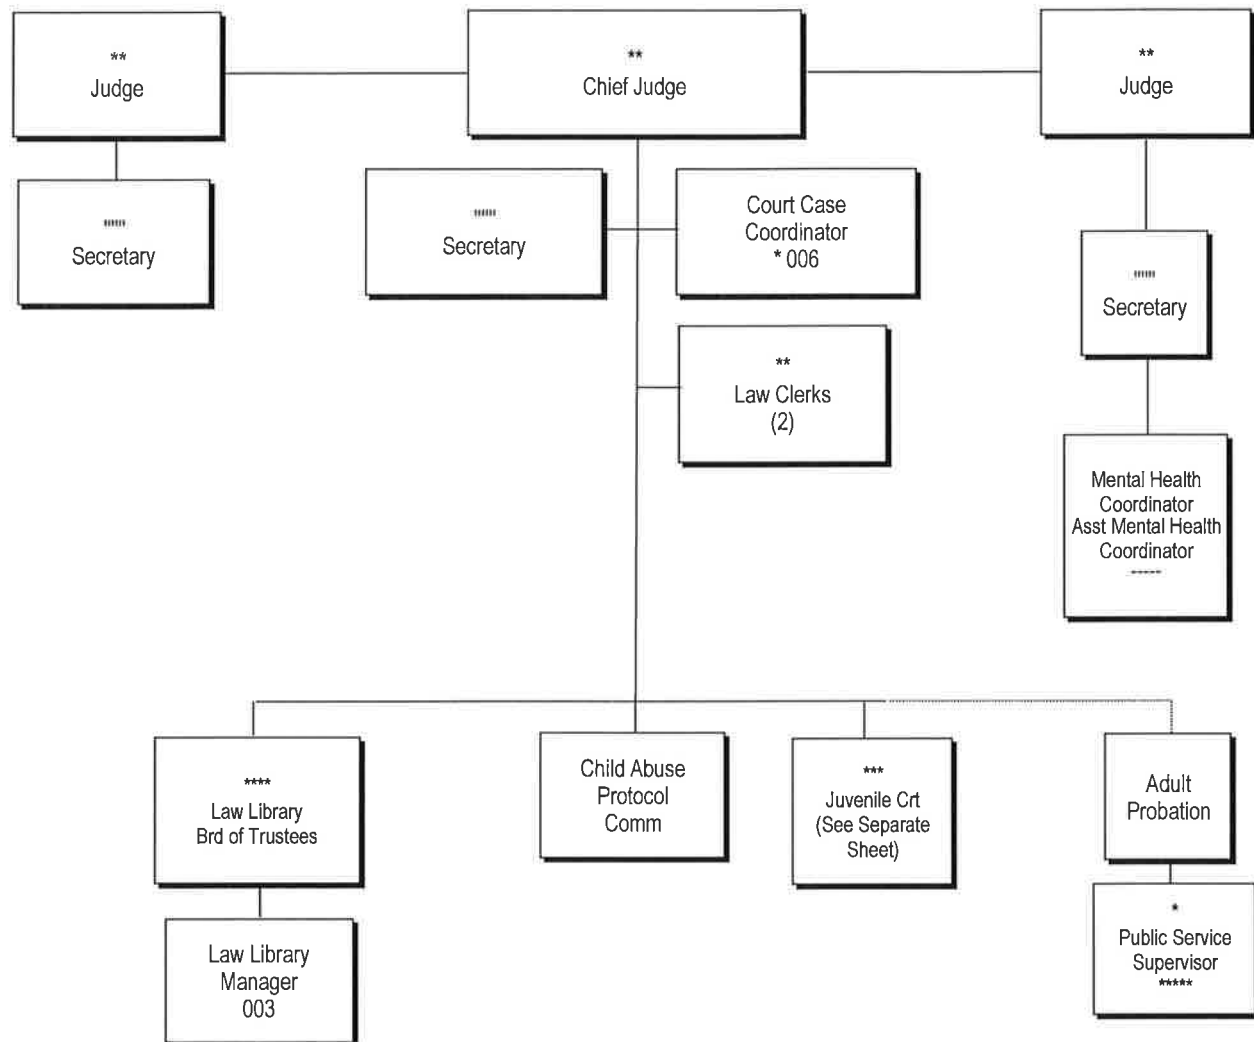 **
Judge
**
Chief Judge
**
Judge
""""
Secretary
""""
Secretary
Court Case
Coordinator
* 006
""""
Secretary
**
Law Clerks
(2)
Mental Health
Coordinator
Asst Mental Health
Coordinator
-----
****
Law Library
Brd of Trustees
Child Abuse
Protocol
Comm
***
Juvenile Crt
(See Separate
Sheet)
Adult
Probation
Law Library
Manager
003
*
Public Service
Supervisor
*****